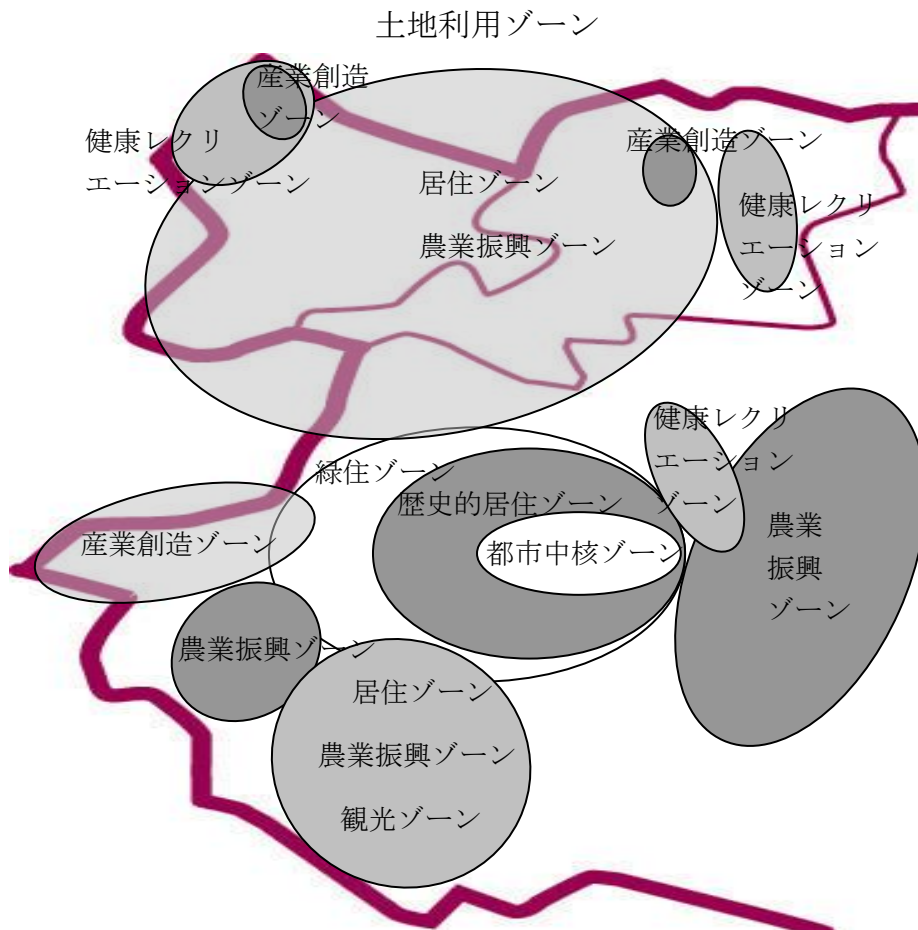 土地利用ゾーン
産業創造
ゾーン
健康レクリ
エーションゾーン
居住ゾーン
農業振興ゾーン
産業創造ゾーン
健康レクリ
エーション
ゾーン
緑住ゾーン
歴史的居住ゾーン
都市中核ゾーン
健康レクリ
エーション
ゾーン
農業
振興
ゾーン
産業創造ゾーン
農業振興ゾーン
居住ゾーン
農業振興ゾーン
観光ゾーン